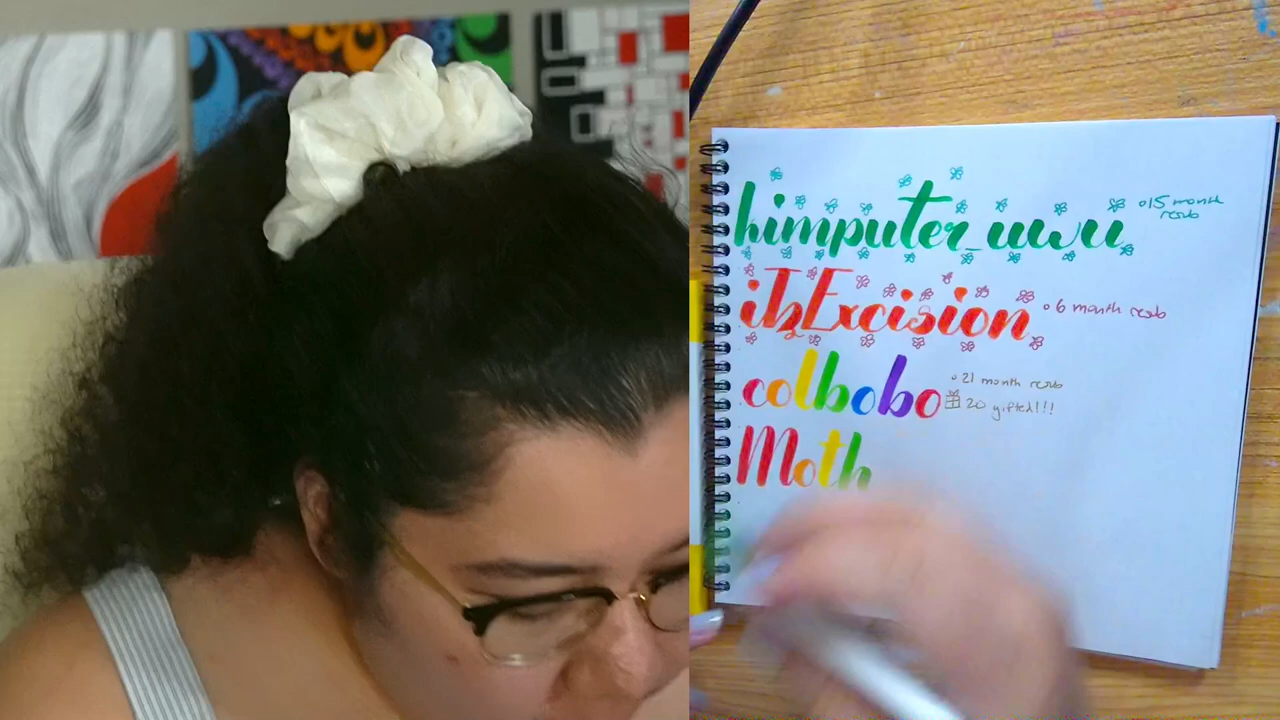 himputer_uwu
15 month resub
ibExcision
6 month resub
colbobo
21 month resub
20 gifted!!!
Moth